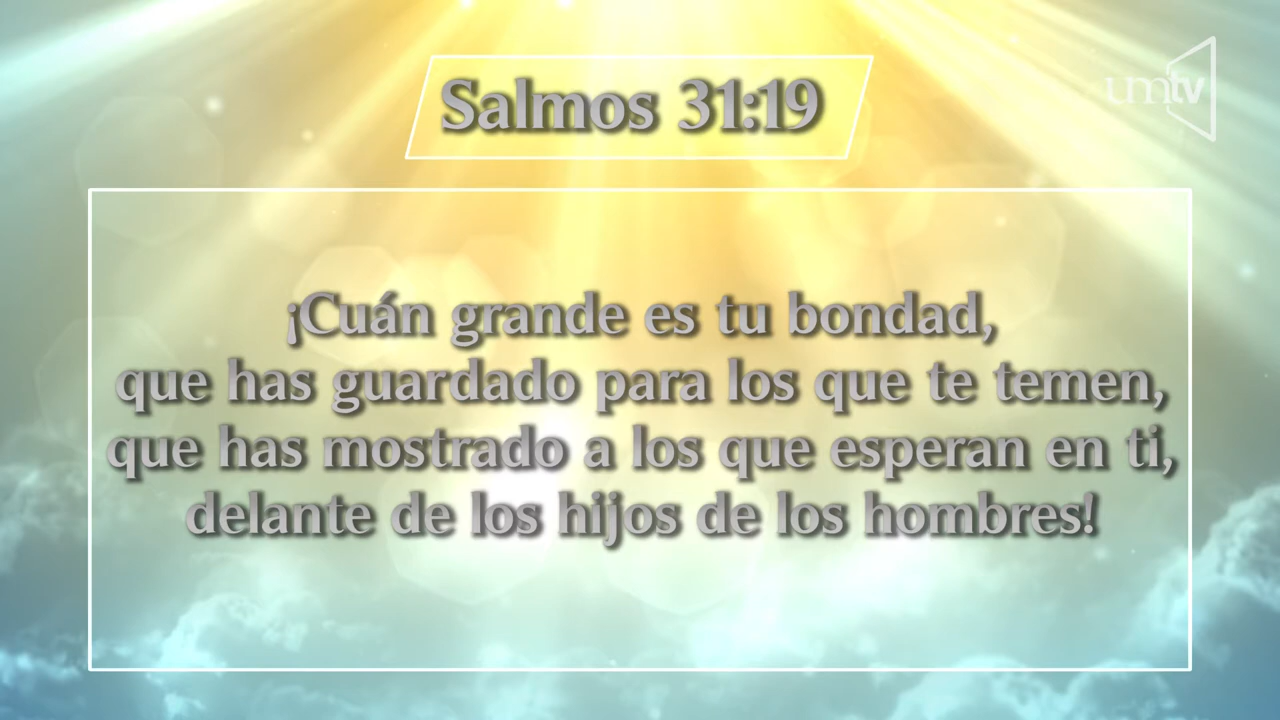 Salmos 31:19
umtv
¡Cuán grande es tu bondad,
que has guardado para los que te temen,
que has mostrado a los que esperan en ti,
delante de los hijos de los hombres!